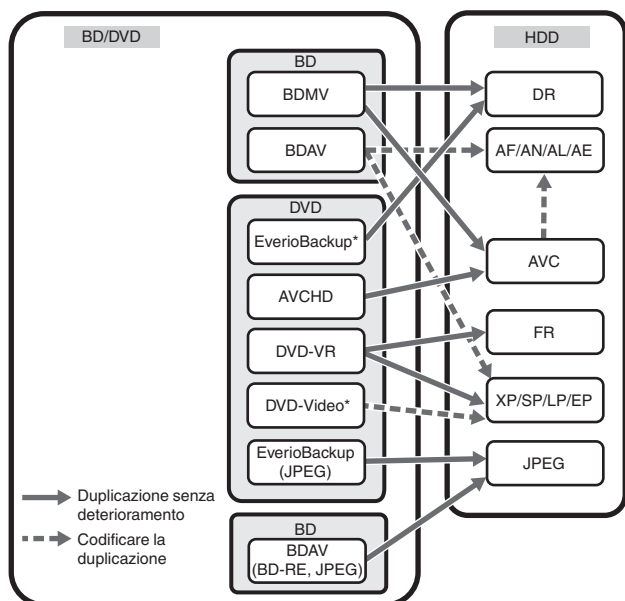 BD/DVD
HDD
BD
BDMV
BDAV
DVD
EverioBackup*
AVCHD
DVD-VR
DVD-Video*
EverioBackup
(JPEG)
BD
BDAV
(BD-RE, JPEG)
DR
AF/AN/AL/AE
AVC
FR
XP/SP/LP/EP
JPEG
Duplicazione senza
deterioramento
Codificare la
duplicazione